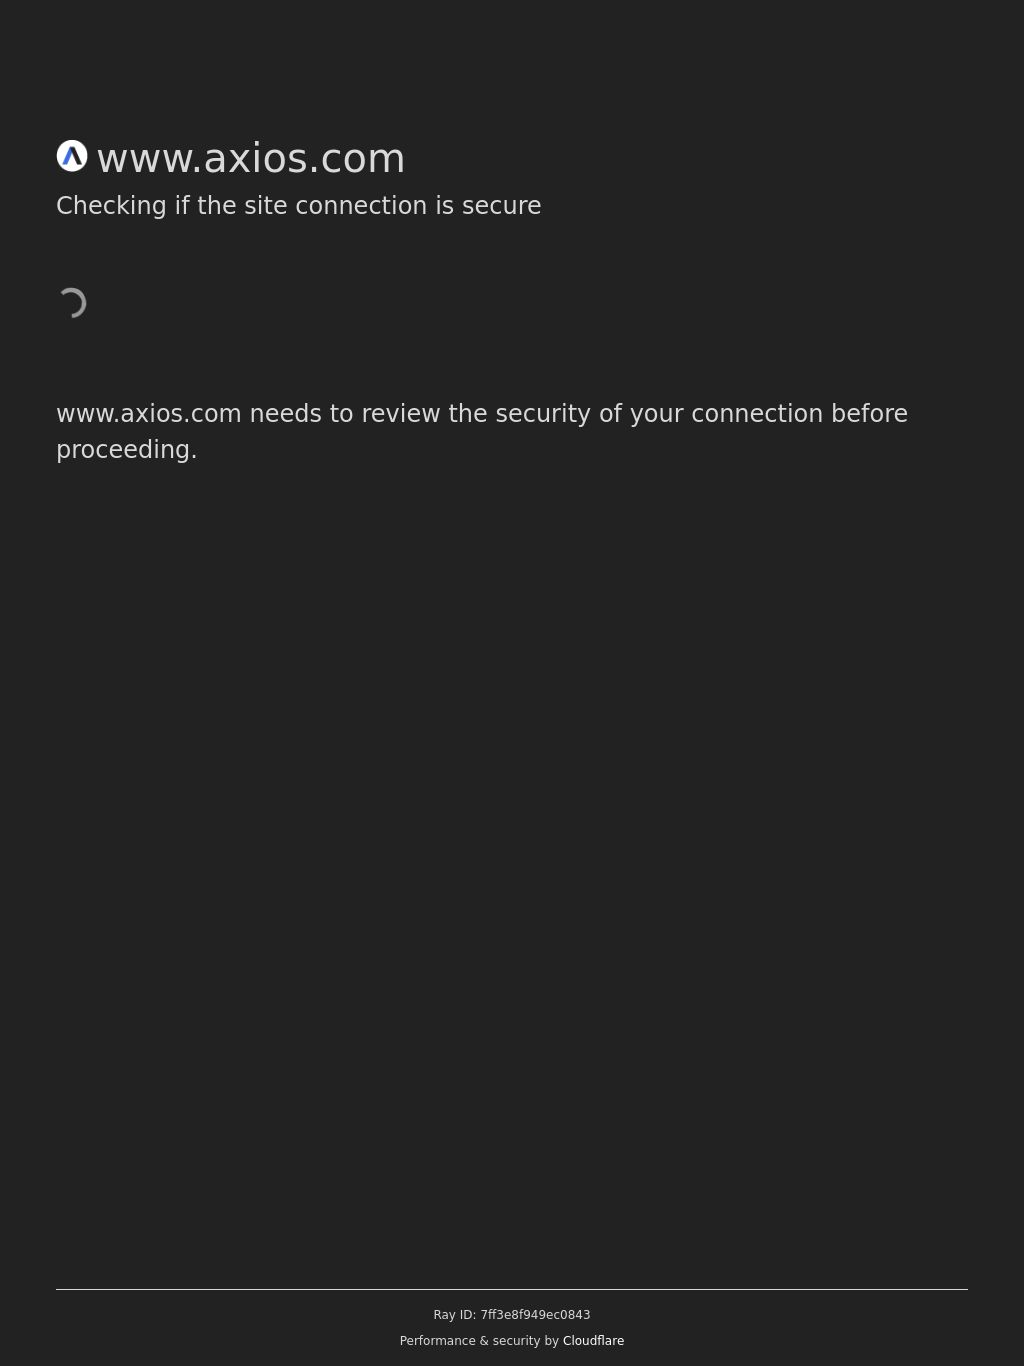 www.axios.com
Checking if the site connection is secure
www.axios.com needs to review the security of your connection before
proceeding.
Ray ID: 7ff3e8f949ec0843
Performance & security by Cloudflare